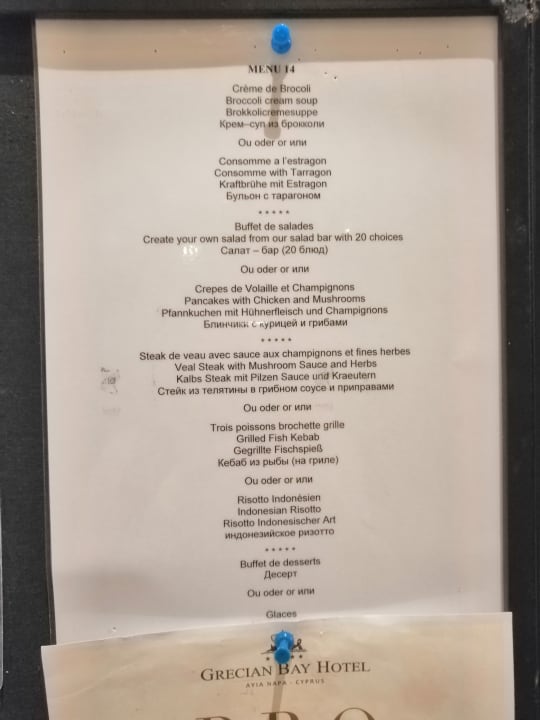 MENU 14
Crème de Brocoli
Broccoli cream soup
Brokkolicremesuppe
Крем–суп из брокколи
Ou oder or или
Consomme a l'estragon
Consomme with Tarragon
Kraftbrühe mit Estragon
Бульон с тарагоном
*****
Buffet de salades
Create your own salad from our salad bar with 20 choices
Салат – бар (20 блюд)
Ou oder or или
Crepes de Volaille et Champignons
Pancakes with Chicken and Mushrooms
Pfannkuchen mit Hühnerfleisch und Champignons
Блинчики с курицей и грибами
*****
Steak de veau avec sauce aux champignons et fines herbes
Veal Steak with Mushroom Sauce and Herbs
Kalbs Steak mit Pilzen Sauce und Kraeutern
Стейк из телятины в грибном соусе и приправами
Ou oder or или
Trois poissons brochette grille
Grilled Fish Kebab
Gegrillte Fischspieß
Кебаб из рыбы (на гриле)
Ou oder or или
Risotto Indonésien
Indonesian Risotto
Risotto Indonesischer Art
индонезийское ризотто
*****
Buffet de desserts
Десерт
Ou oder or или
Glaces
GRECIAN BAY HOTEL
AYIA NAPA - CYPRUS